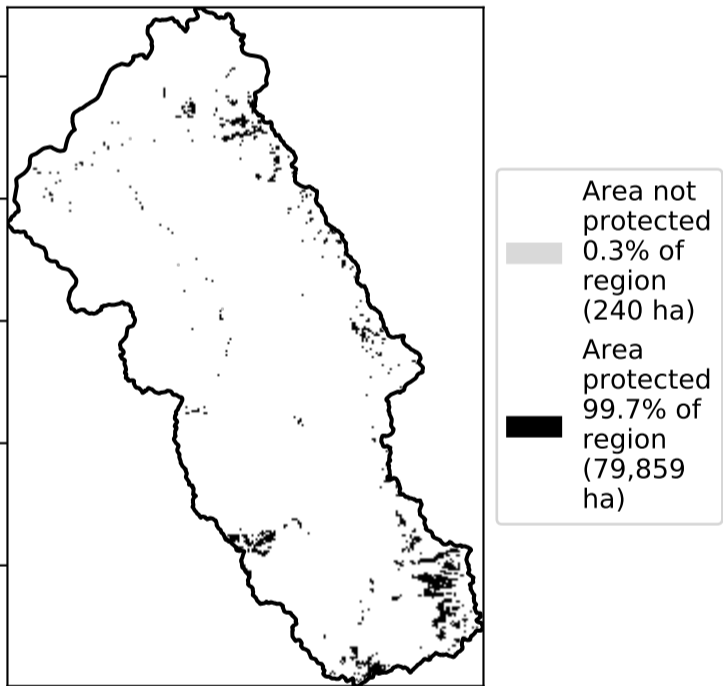 Area not
protected
0.3% of
region
(240 ha)
Area
protected
99.7% of
region
(79,859
ha)